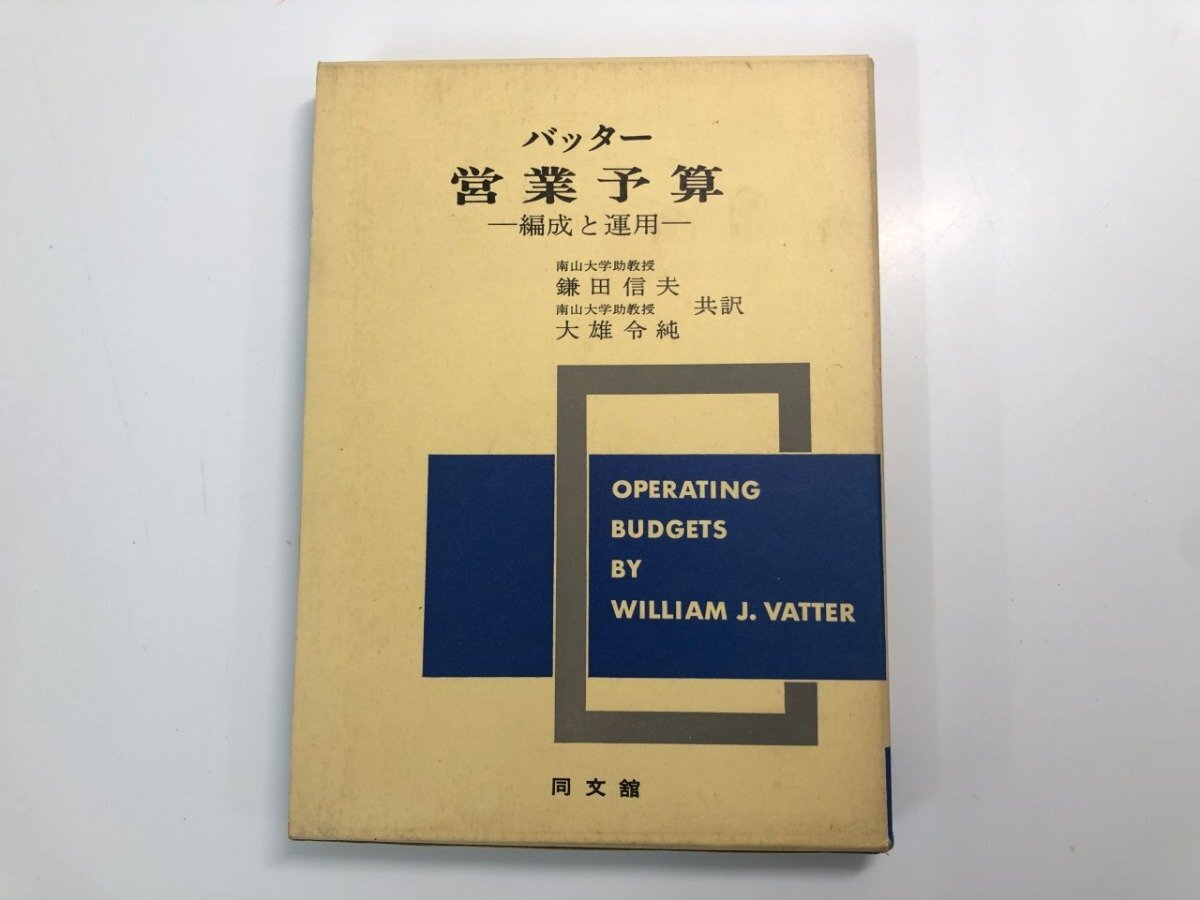 バッター
営業予算
―編成と運用―
南山大学助教授
鎌田信夫
南山大学助教授
共訳
大雄令純
OPERATING
BUDGETS
BY
WILLIAM J. VATTER
同文舘